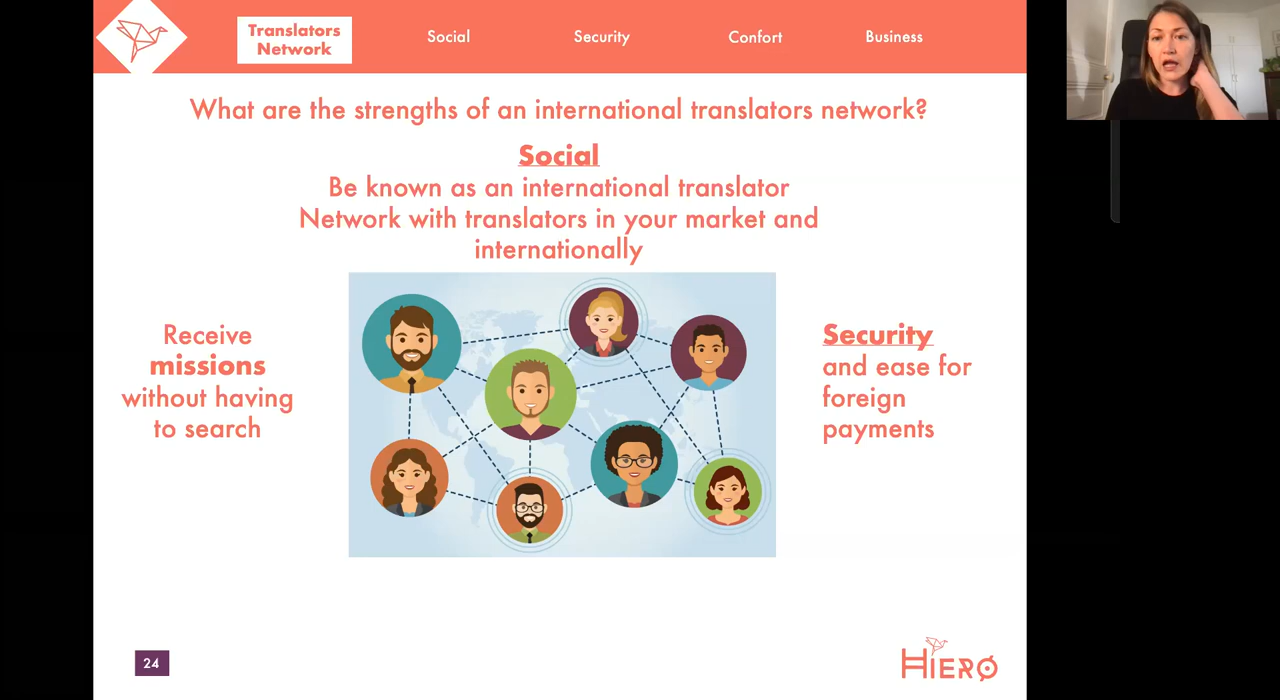 Translators
Network
Social
Security
Confort
Business
What are the strengths of an international translators network?
Social
Be known as an international translator
Network with translators in your market and
internationally
Receive
missions
without having
to search
Security
and ease for
foreign
payments
24
HIERO